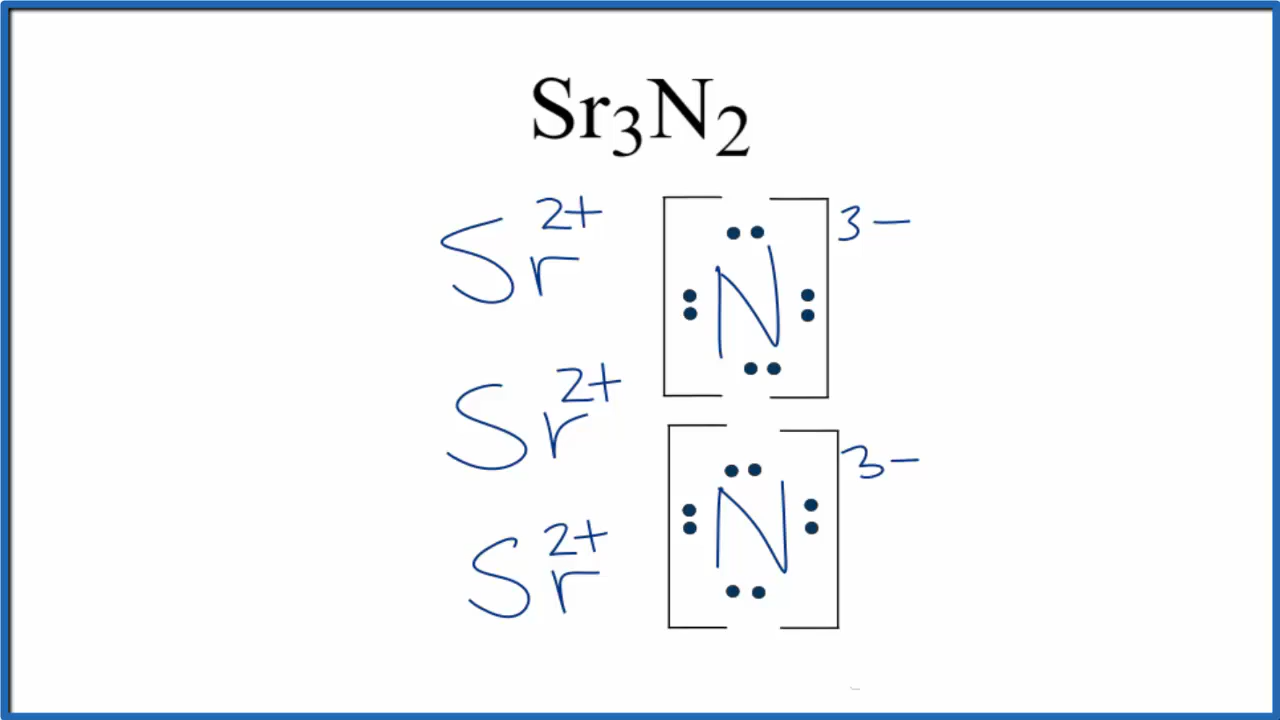 Sr₃N₂
Sr²⁺ [N]³⁻
Sr²⁺
[N]³⁻
Sr²⁺